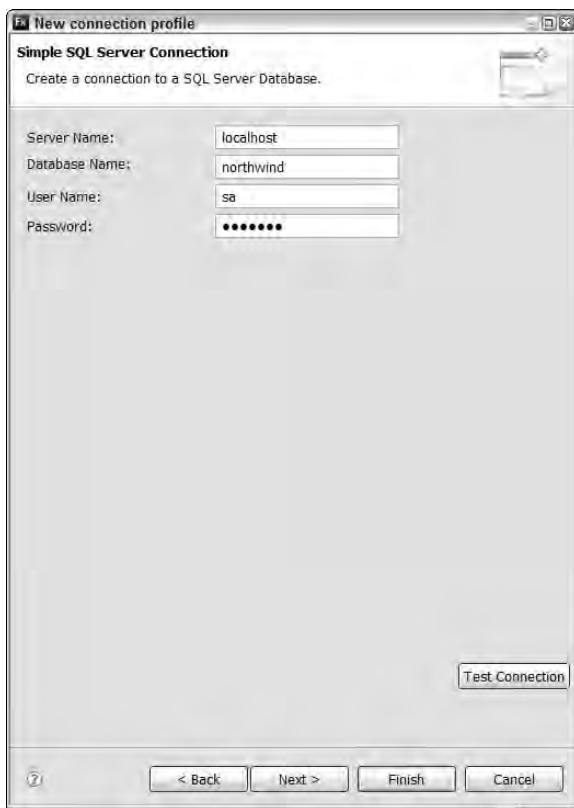 Fx New connection profile
Simple SQL Server Connection
Create a connection to a SQL Server Database.
Server Name: localhost
Database Name: northwind
User Name: sa
Password: •••••••
Test Connection
? < Back Next > Finish Cancel